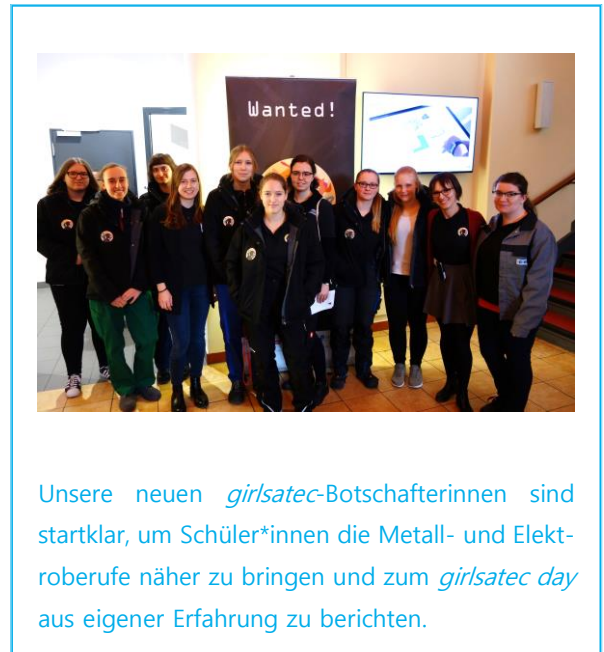 Wanted!
Unsere neuen girlsatec-Botschafterinnen sind
startklar, um Schüler*innen die Metall- und Elekt-
roberufe näher zu bringen und zum girlsatec day
aus eigener Erfahrung zu berichten.